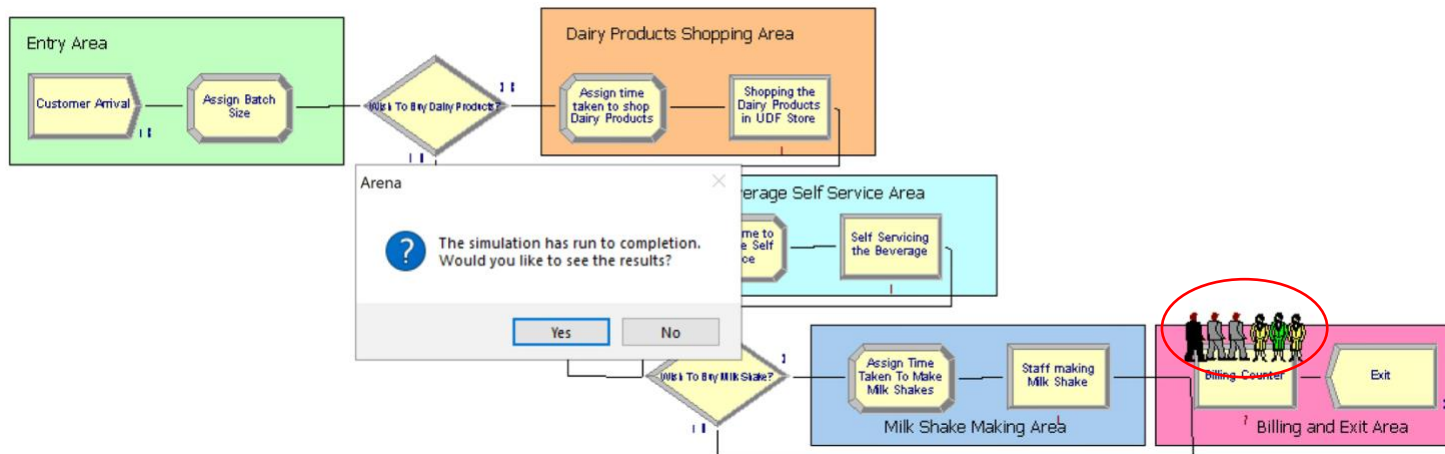 Entry Area
Customer Arrival
Assign Batch
Size
Wish To Buy Dairy Products?
Dairy Products Shopping Area
Assign time
taken to shop
Dairy Products
Shopping the
Dairy Products
in UDF Store
Arena
The simulation has run to completion.
Would you like to see the results?
Yes
No
verage Self Service Area
me to
e Self
ice
Self Servicing
the Beverage
Wish To Buy Milk Shake?
Assign Time
Taken To Make
Milk Shakes
Staff making
Milk Shake
Milk Shake Making Area
Billing Counter
Exit
Billing and Exit Area